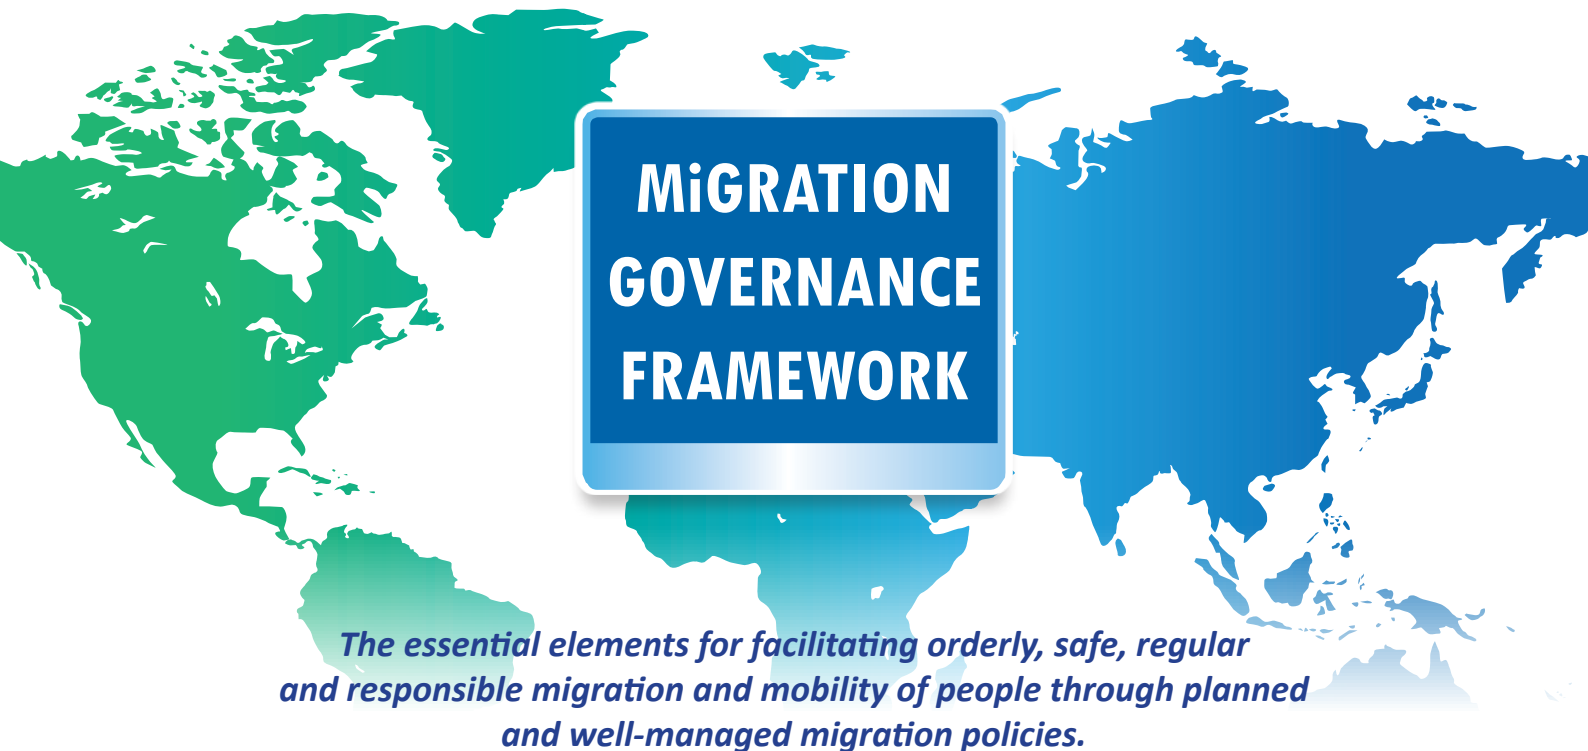 MiGRATION
GOVERNANCE
FRAMEWORK
The essential elements for facilitating orderly, safe, regular
and responsible migration and mobility of people through planned
and well-managed migration policies.